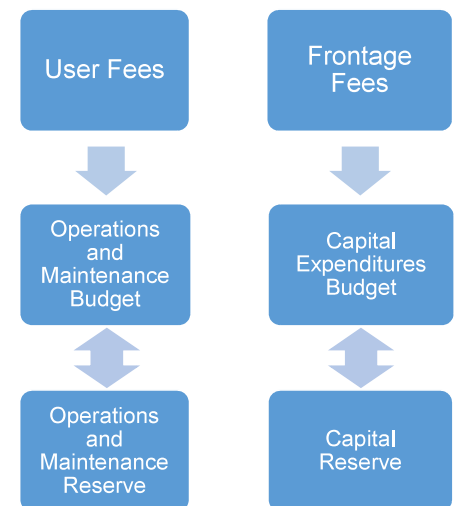 User Fees
Frontage
Fees
Operations
and
Maintenance
Budget
Capital
Expenditures
Budget
Operations
and
Maintenance
Reserve
Capital
Reserve